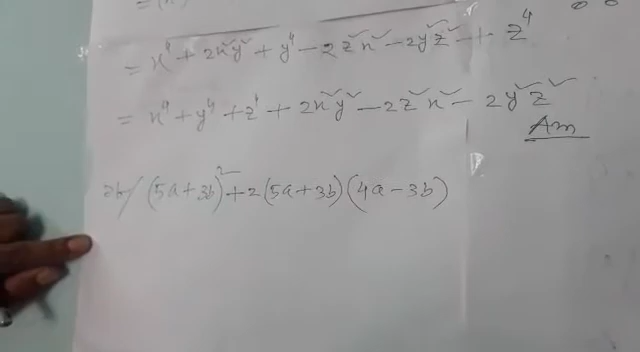 = x⁴ + 2x²y² + y⁴ - 2z²x² - 2y²z² + z⁴
= x⁴ + y⁴ + z⁴ + 2x²y² - 2z²x² - 2y²z²
Ans
(5a+3b)²+2(5a+3b)(4a-3b)